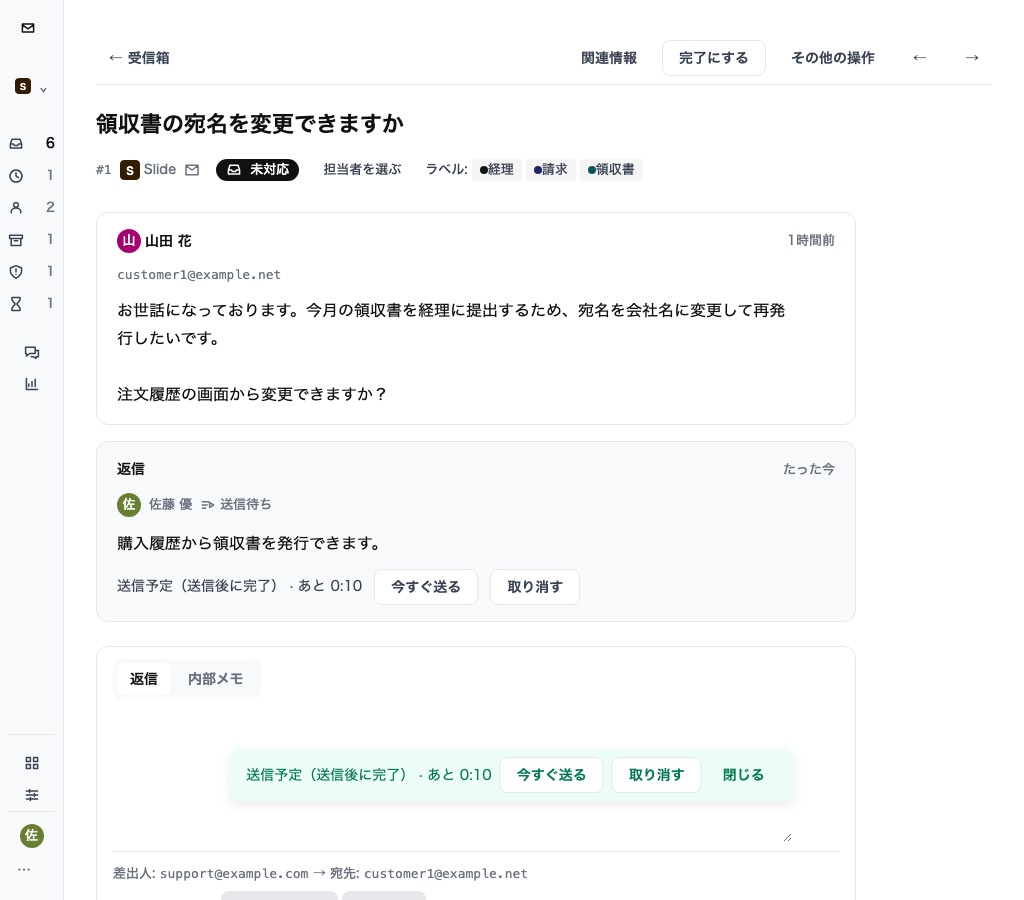 ← 受信箱
関連情報
完了にする
その他の操作
←
→
S
領収書の宛名を変更できますか
#1 S Slide 未対応 担当者を選ぶ ラベル: 経理 請求 領収書
6
1
2
1
1
1
山 山田 花
1時間前
customer1@example.net
お世話になっております。今月の領収書を経理に提出するため、宛名を会社名に変更して再発
行したいです。
注文履歴の画面から変更できますか？
返信
たった今
佐 佐藤 優 送信待ち
購入履歴から領収書を発行できます。
送信予定（送信後に完了） · あと 0:10 今すぐ送る 取り消す
返信 内部メモ
送信予定（送信後に完了） · あと 0:10 今すぐ送る 取り消す 閉じる
佐
…
差出人: support@example.com → 宛先: customer1@example.net